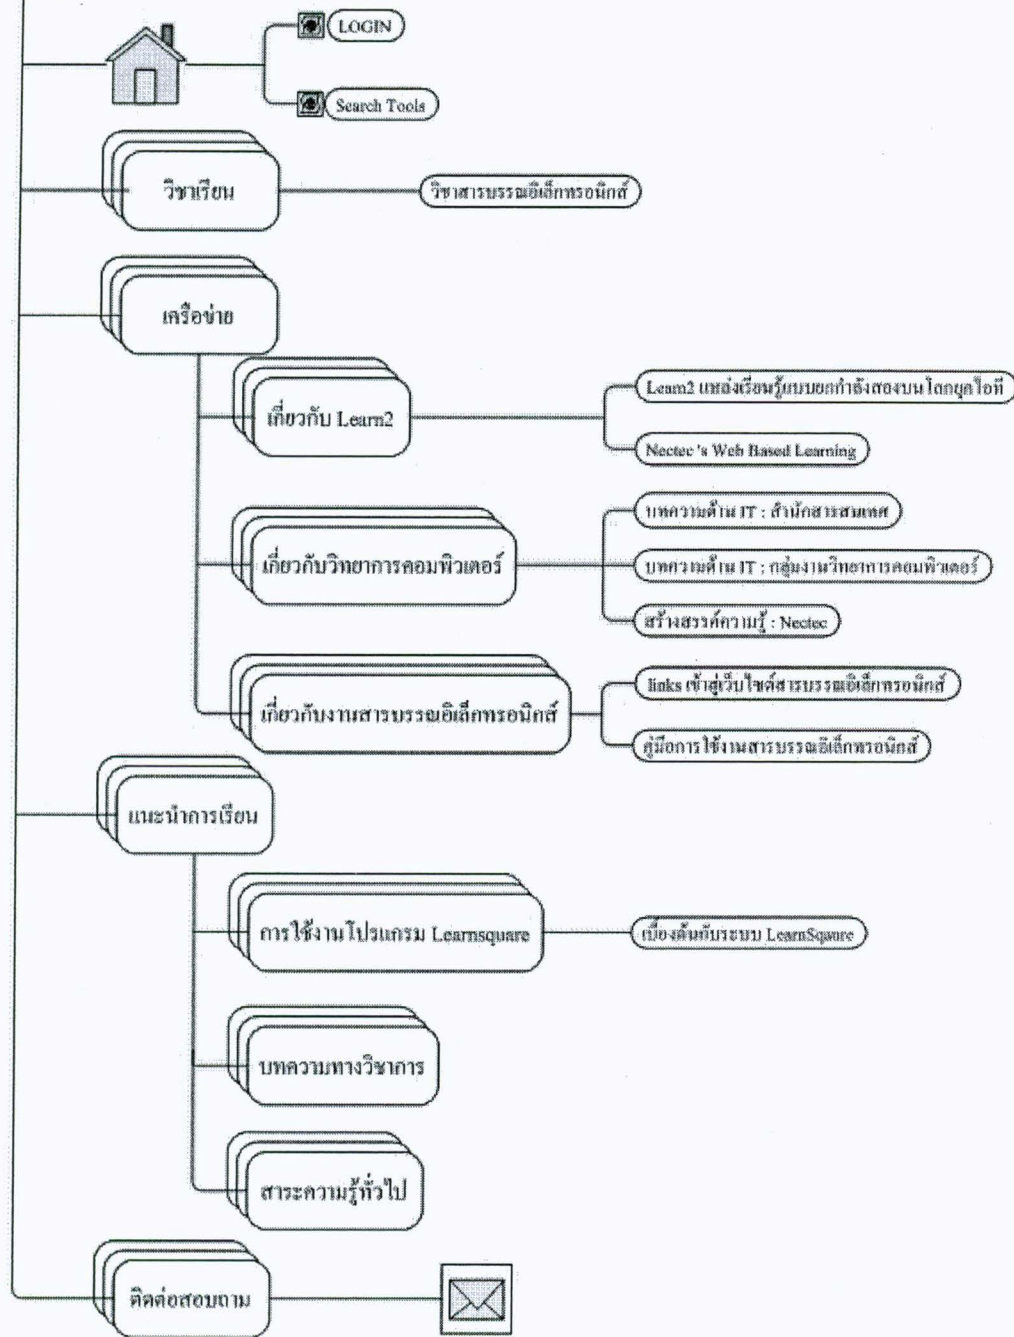 LOGIN
Search Tools
วิชาเรียน
วิชาสารบรรณอิเล็กทรอนิกส์
เครือข่าย
เกี่ยวกับ Learn2
Learn2 แหล่งเรียนรู้แบบยกกำลังสองบนโลกยุคไอที
Nectec 's Web Based Learning
เกี่ยวกับวิทยาการคอมพิวเตอร์
บทความด้าน IT : สำนักสารสนเทศ
บทความด้าน IT : กลุ่มงานวิทยาการคอมพิวเตอร์
สร้างสรรค์ความรู้ : Nectec
เกี่ยวกับงานสารบรรณอิเล็กทรอนิกส์
links เข้าสู่เว็บไซต์สารบรรณอิเล็กทรอนิกส์
คู่มือการใช้งานสารบรรณอิเล็กทรอนิกส์
แนะนำการเรียน
การใช้งานโปรแกรม Learnsquare
เบื้องต้นกับระบบ LearnSqware
บทความทางวิชาการ
สาระความรู้ทั่วไป
ติดต่อสอบถาม